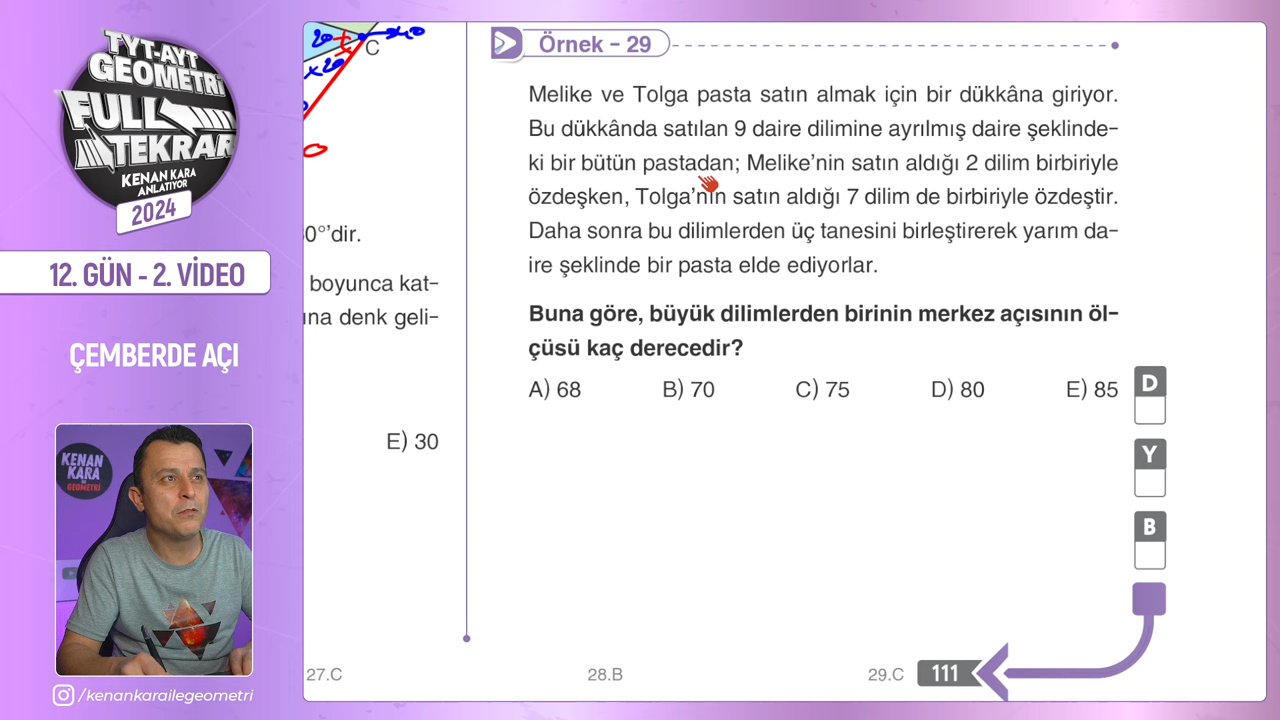 TYT-AYT
GEOMETRİ
FULL
TEKRAR
KENAN KARA
ANLATIYOR
2024
12. GÜN - 2. VİDEO
ÇEMBERDE AÇI
KENAN
KARA
GEOMETRİ
/kenankarailegeometri
20
C
x20
0°'dir.
boyunca kat-
ına denk geli-
E) 30
27.C
Örnek - 29
Melike ve Tolga pasta satın almak için bir dükkâna giriyor.
Bu dükkânda satılan 9 daire dilimine ayrılmış daire şeklinde-
ki bir bütün pastadan; Melike'nin satın aldığı 2 dilim birbiriyle
özdeşken, Tolga'nın satın aldığı 7 dilim de birbiriyle özdeştir.
Daha sonra bu dilimlerden üç tanesini birleştirerek yarım da-
ire şeklinde bir pasta elde ediyorlar.
Buna göre, büyük dilimlerden birinin merkez açısının öl-
çüsü kaç derecedir?
A) 68 B) 70 C) 75 D) 80 E) 85
D
Y
B
28.B
29.C
111